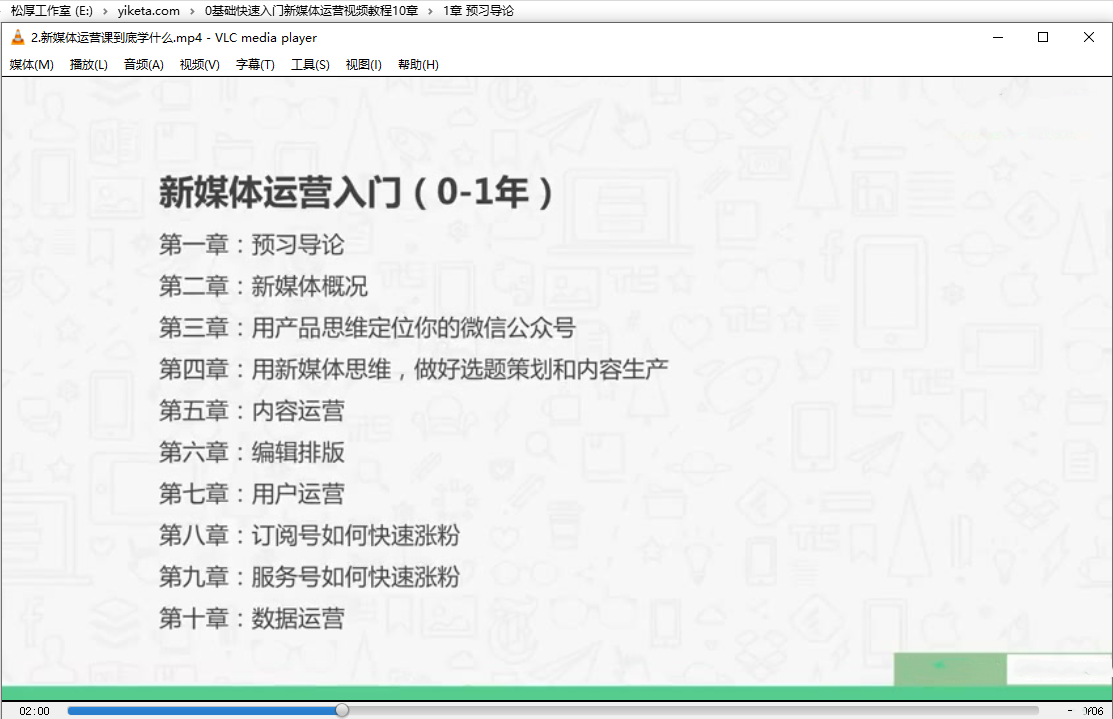 松厚工作室 (E:) › yiketa.com › 0基础快速入门新媒体运营视频教程10章 › 1章 预习导论
2.新媒体运营课到底学什么.mp4 - VLC media player
媒体(M) 播放(L) 音频(A) 视频(V) 字幕(T) 工具(S) 视图(I) 帮助(H)
新媒体运营入门（0-1年）
第一章：预习导论
第二章：新媒体概况
第三章：用产品思维定位你的微信公众号
第四章：用新媒体思维，做好选题策划和内容生产
第五章：内容运营
第六章：编辑排版
第七章：用户运营
第八章：订阅号如何快速涨粉
第九章：服务号如何快速涨粉
第十章：数据运营
02:00